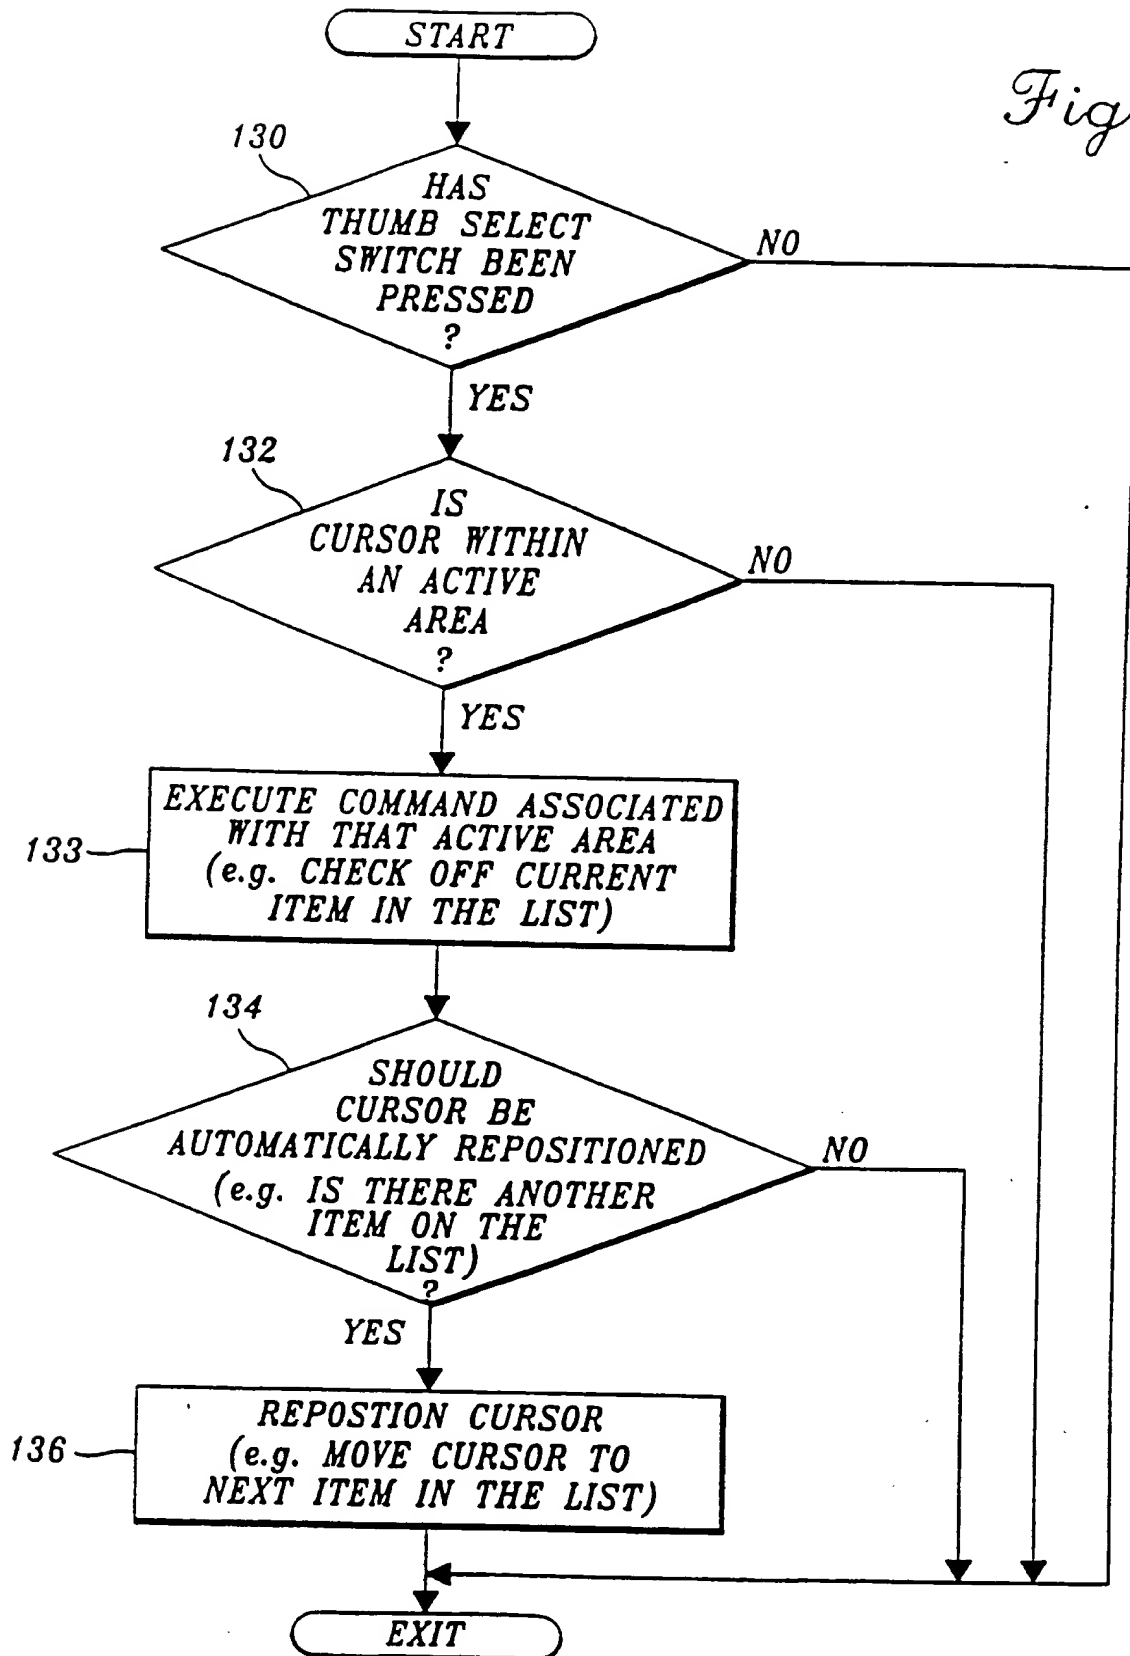 START
Fig
130
HAS
THUMB SELECT
SWITCH BEEN
PRESSED
?
NO
YES
132
IS
CURSOR WITHIN
AN ACTIVE
AREA
?
NO
YES
133
EXECUTE COMMAND ASSOCIATED
WITH THAT ACTIVE AREA
(e.g. CHECK OFF CURRENT
ITEM IN THE LIST)
134
SHOULD
CURSOR BE
AUTOMATICALLY REPOSITIONED
(e.g. IS THERE ANOTHER
ITEM ON THE
LIST)
?
NO
YES
136
REPOSTION CURSOR
(e.g. MOVE CURSOR TO
NEXT ITEM IN THE LIST)
EXIT